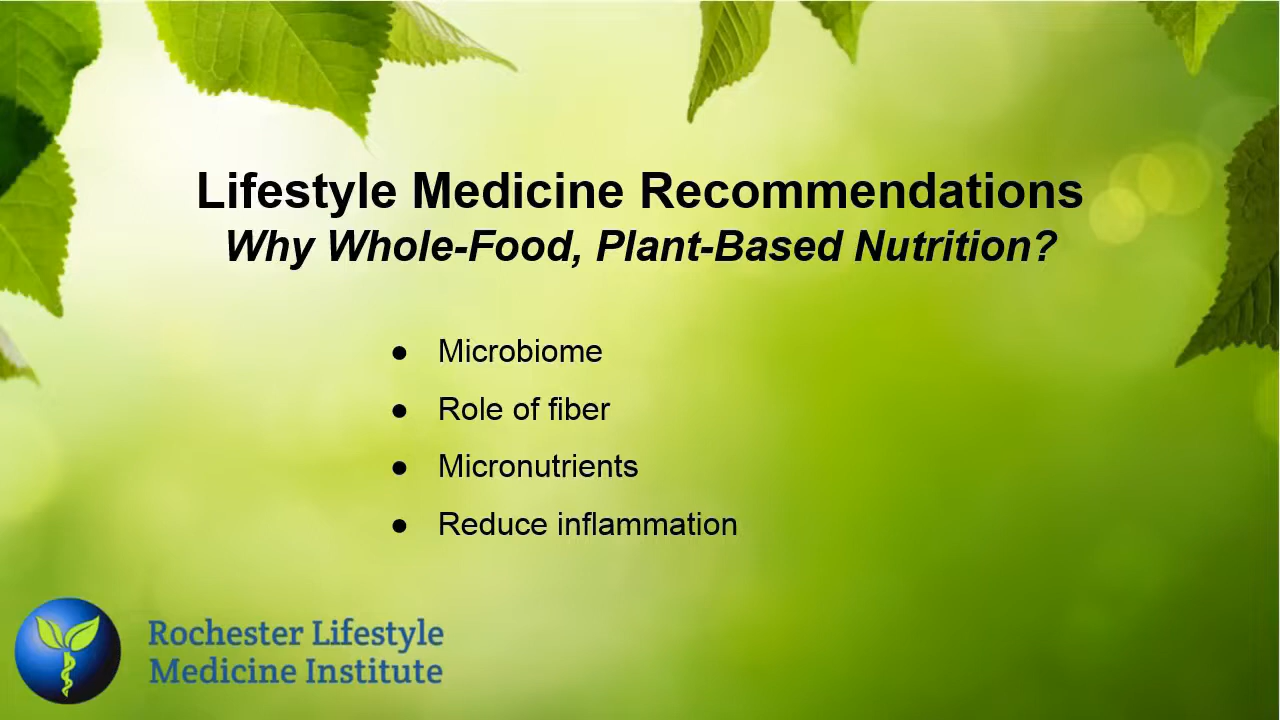 Lifestyle Medicine Recommendations
Why Whole-Food, Plant-Based Nutrition?
● Microbiome
● Role of fiber
● Micronutrients
● Reduce inflammation
Rochester Lifestyle
Medicine Institute